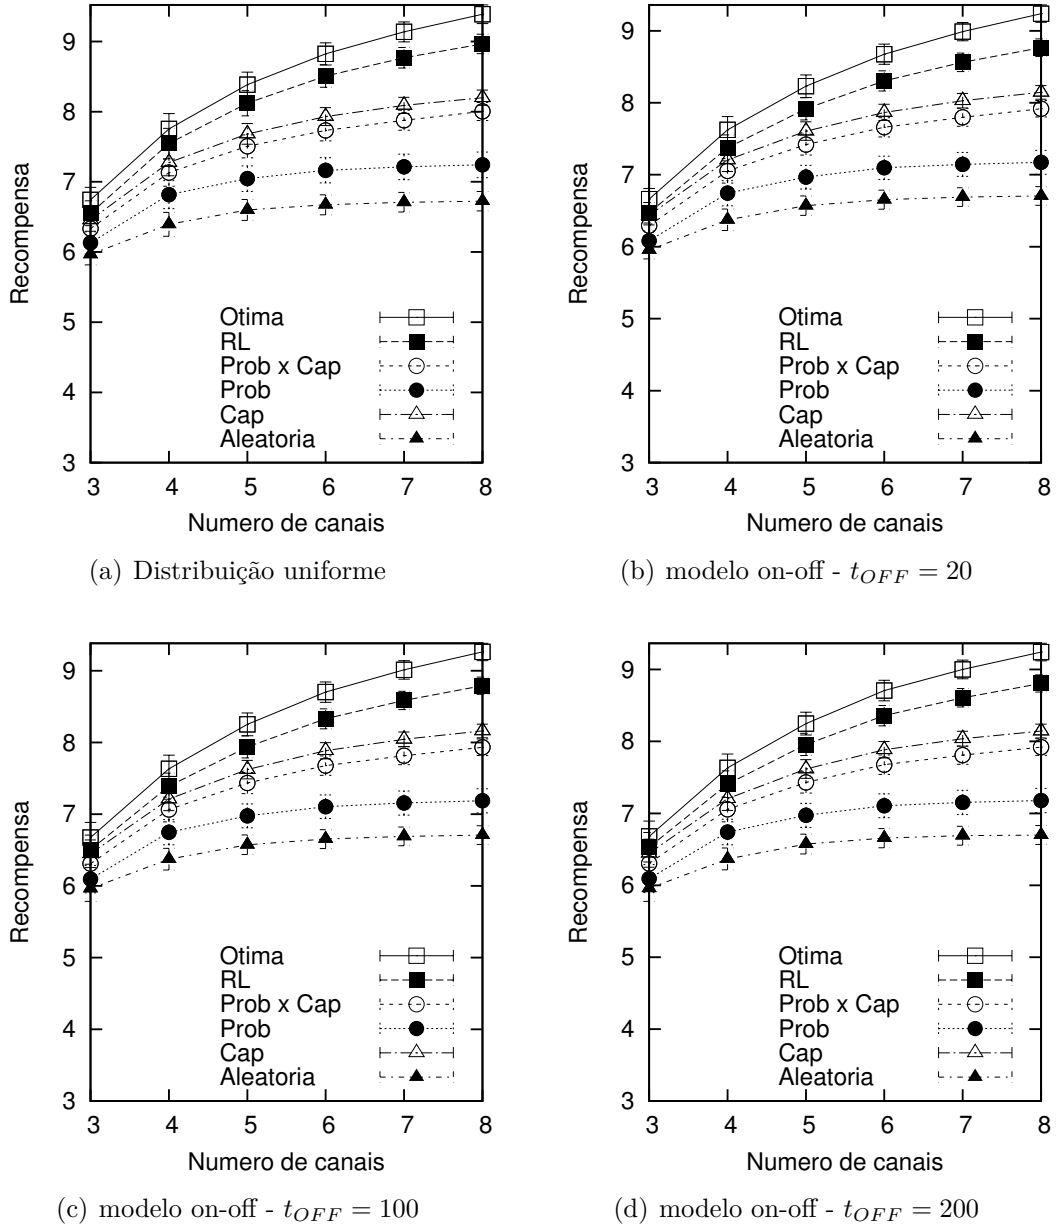 9
8
7
6
5
4
3
Recompensa
Otima
RL
Prob x Cap
Prob
Cap
Aleatoria
3 4 5 6 7 8
Numero de canais
(a) Distribuição uniforme
9
8
7
6
5
4
3
Recompensa
Otima
RL
Prob x Cap
Prob
Cap
Aleatoria
3 4 5 6 7 8
Numero de canais
(b) modelo on-off - tOFF = 20
9
8
7
6
5
4
3
Recompensa
Otima
RL
Prob x Cap
Prob
Cap
Aleatoria
3 4 5 6 7 8
Numero de canais
(c) modelo on-off - tOFF = 100
9
8
7
6
5
4
3
Recompensa
Otima
RL
Prob x Cap
Prob
Cap
Aleatoria
3 4 5 6 7 8
Numero de canais
(d) modelo on-off - tOFF = 200